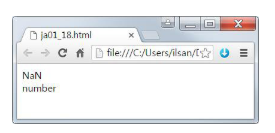 ja01_18.html
file:///C:/Users/ilsan/D
NaN
number